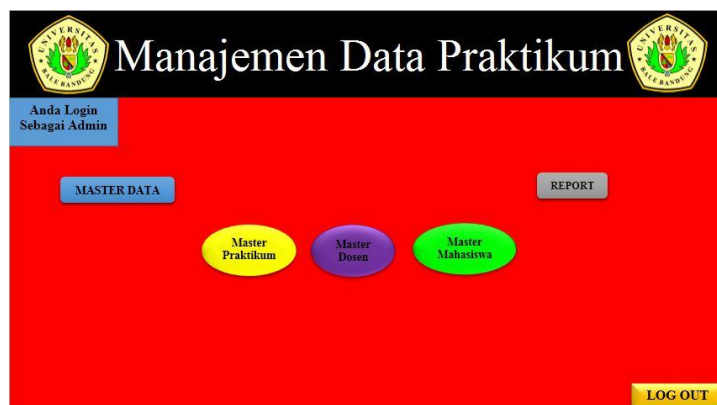 UNIVERSITAS
BALE BANDUNG
Manajemen Data Praktikum
UNIVERSITAS
BALE BANDUNG
Anda Login
Sebagai Admin
MASTER DATA
REPORT
Master
Praktikum
Master
Dosen
Master
Mahasiswa
LOG OUT